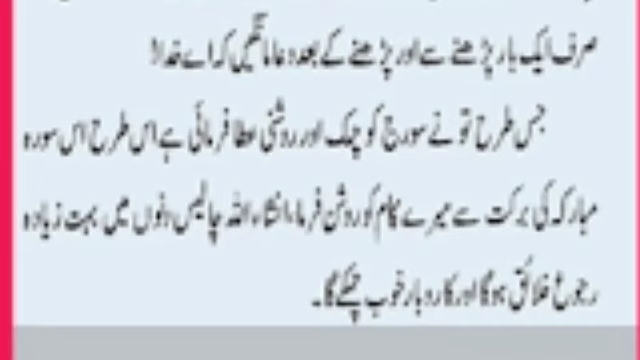 صرف ایک بار پڑھنے سے اور پڑھنے کے بعد دعا مانگیں کہ اے خدا!
جس طرح تو نے سورج کو چمک اور روشنی عطا فرمائی ہے اس طرح اس سورہ
مبارکہ کی برکت سے میرے کام کو روشن فرما، انشاء اللہ چالیس دنوں میں بہت زیادہ
رجوع خلائق ہوگا اور کاروبار خوب چمکے گا۔